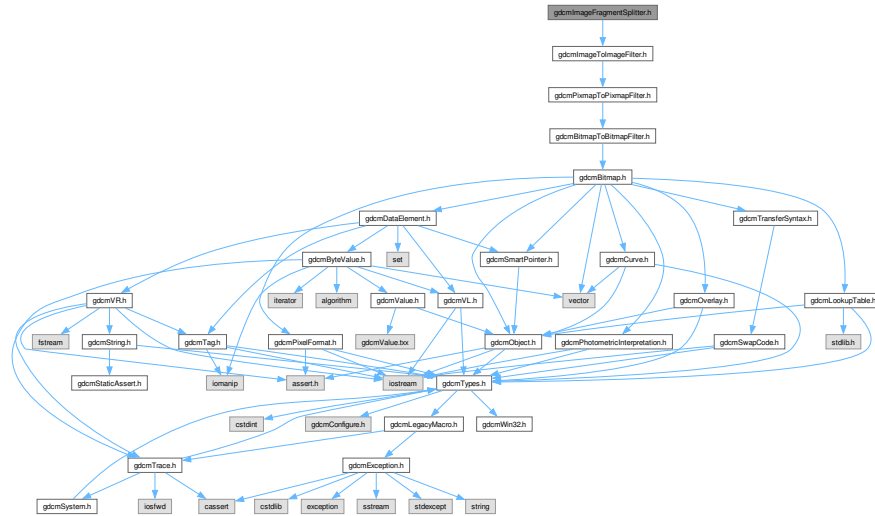 gdcmImageFragmentSplitter.h
gdcmImageToImageFilter.h
gdcmPixmapToPixmapFilter.h
gdcmBitmapToBitmapFilter.h
gdcmBitmap.h
gdcmDataElement.h
gdcmTransferSyntax.h
gdcmByteValue.h
set
gdcmSmartPointer.h
gdcmCurve.h
gdcmVR.h
iterator
algorithm
gdcmValue.h
gdcmVL.h
vector
gdcmOverlay.h
gdcmLookupTable.h
fstream
gdcmString.h
gdcmTag.h
gdcmPixelFormat.h
gdcmValue.txx
gdcmObject.h
gdcmPhotometricInterpretation.h
gdcmSwapCode.h
stdlib.h
gdcmStaticAssert.h
iomanip
assert.h
iostream
gdcmTypes.h
cstdint
gdcmConfigure.h
gdcmLegacyMacro.h
gdcmWin32.h
gdcmTrace.h
gdcmException.h
gdcmSystem.h
iosfwd
cassert
cstdlib
exception
sstream
stdexcept
string